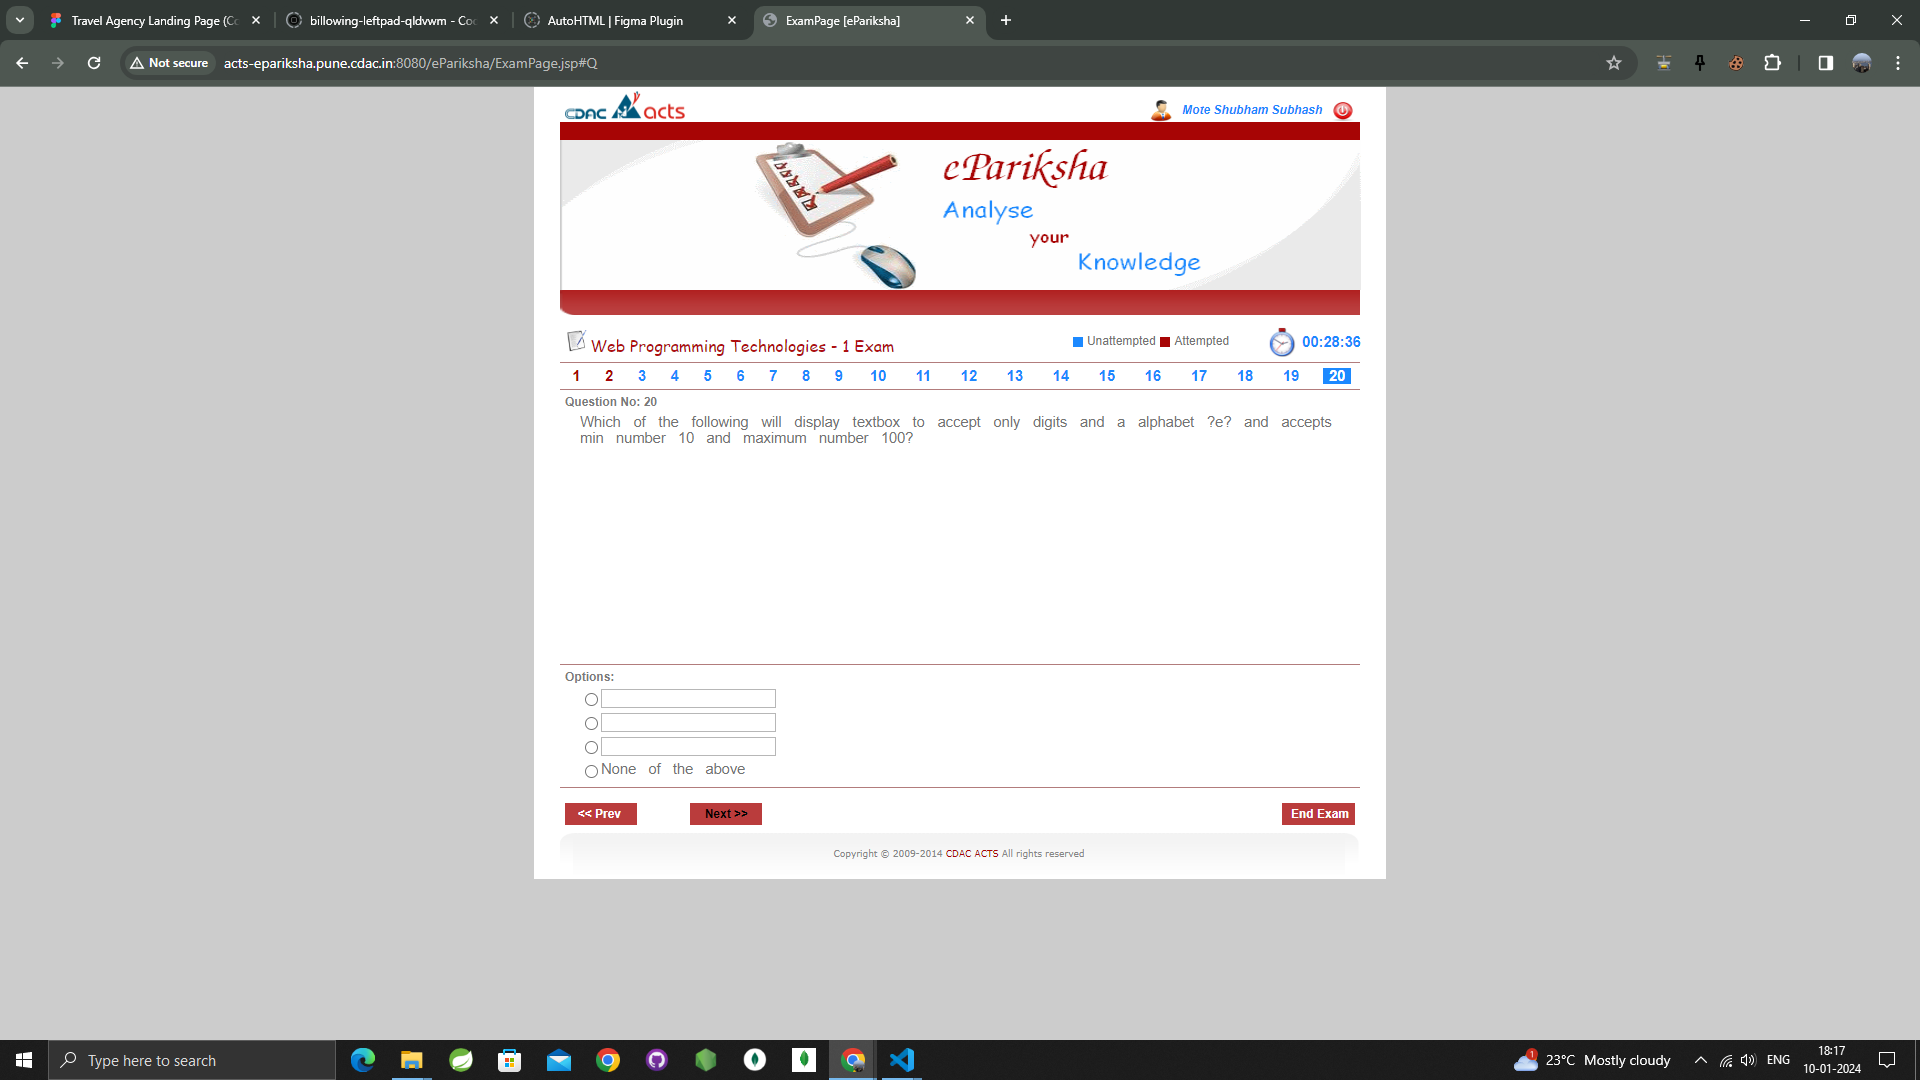 Travel Agency Landing Page (Co
billowing-leftpad-qldvwm - Coc
AutoHTML | Figma Plugin
ExamPage [ePariksha]
Not secure
acts-epariksha.pune.cdac.in:8080/ePariksha/ExamPage.jsp#Q
CDAC acts
Mote Shubham Subhash
ePariksha
Analyse
your
Knowledge
Web Programming Technologies - 1 Exam
Unattempted Attempted
00:28:36
1 2 3 4 5 6 7 8 9 10 11 12 13 14 15 16 17 18 19 20
Question No: 20
Which of the following will display textbox to accept only digits and a alphabet ?e? and accepts
min number 10 and maximum number 100?
Options:
None of the above
<< Prev
Next >>
End Exam
Copyright © 2009-2014 CDAC ACTS All rights reserved
Type here to search
1
23°C Mostly cloudy
ENG
18:17
10-01-2024